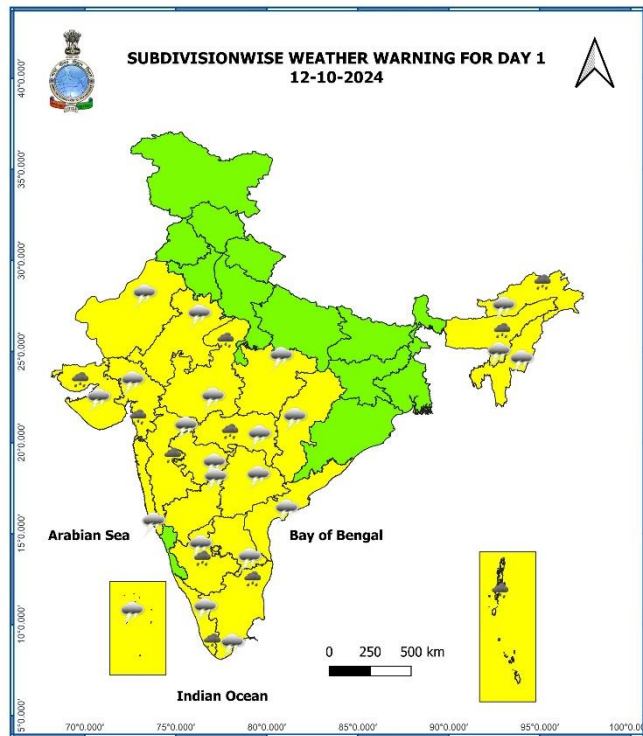 SUBDIVISIONWISE WEATHER WARNING FOR DAY 1
12-10-2024
40°0.000'
35°0.000'
30°0.000'
25°0.000'
20°0.000'
15°0.000'
10°0.000'
5°0.000'
Arabian Sea
Bay of Bengal
0 250 500 km
Indian Ocean
70°0.000' 75°0.000' 80°0.000' 85°0.000' 90°0.000' 95°0.000'